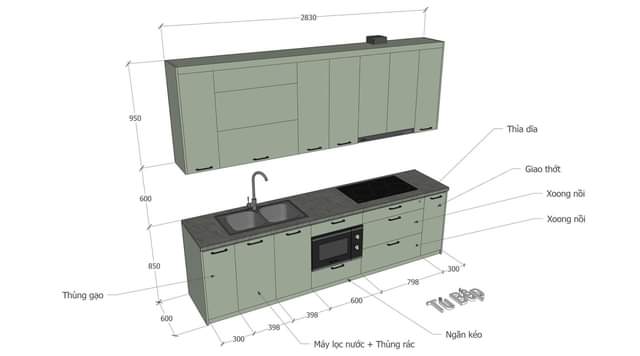 2830
950
Thìa dĩa
Giao thớt
600
Xoong nồi
Xoong nồi
850
Thùng gạo
600
300
398
398
600
798
300
Tủ Bếp
Ngăn kéo
Máy lọc nước + Thùng rác